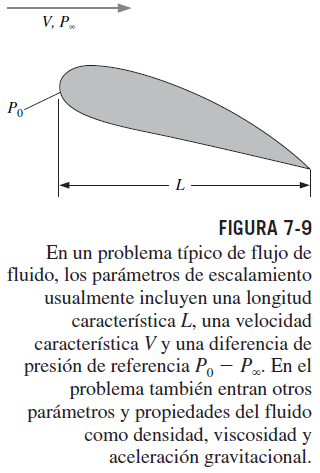 V, P∞
P0
L
FIGURA 7-9
En un problema típico de flujo de
fluido, los parámetros de escalamiento
usualmente incluyen una longitud
característica L, una velocidad
característica V y una diferencia de
presión de referencia P0 − P∞. En el
problema también entran otros
parámetros y propiedades del fluido
como densidad, viscosidad y
aceleración gravitacional.